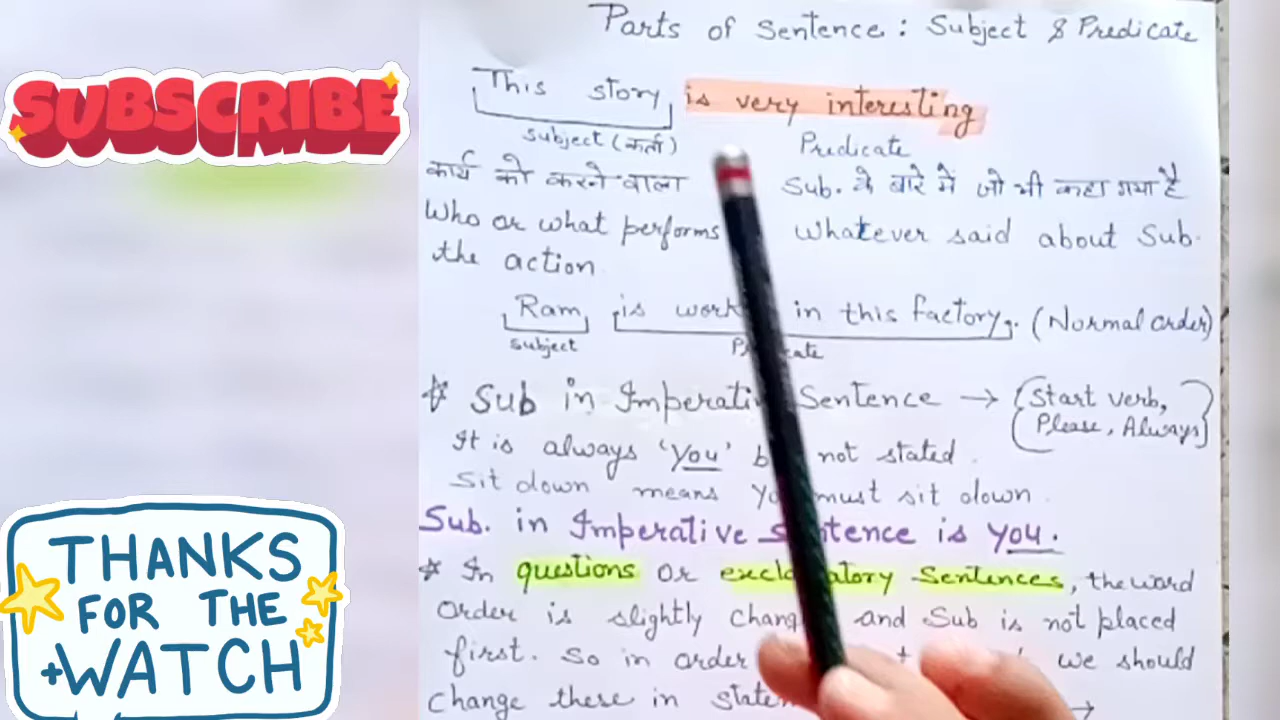 Parts of Sentence: Subject & Predicate
SUBSCRIBE
This story is very interesting
Subject (कर्ता) Predicate
कार्य को करने वाला Sub. के बारे में जो भी कहा गया है
Who or what performs whatever said about Sub.
the action
Ram is in this factory. (Normal Order)
Subject
* Sub in Sentence → (Start verb,
Please, Always)
It is always 'You' not stated.
Sit down means must sit down.
Sub. in Imperative is You.
* In questions or Sentences, the word
Order is slightly and Sub is not placed
first. So in order we should
change these in →
THANKS
FOR THE
WATCH